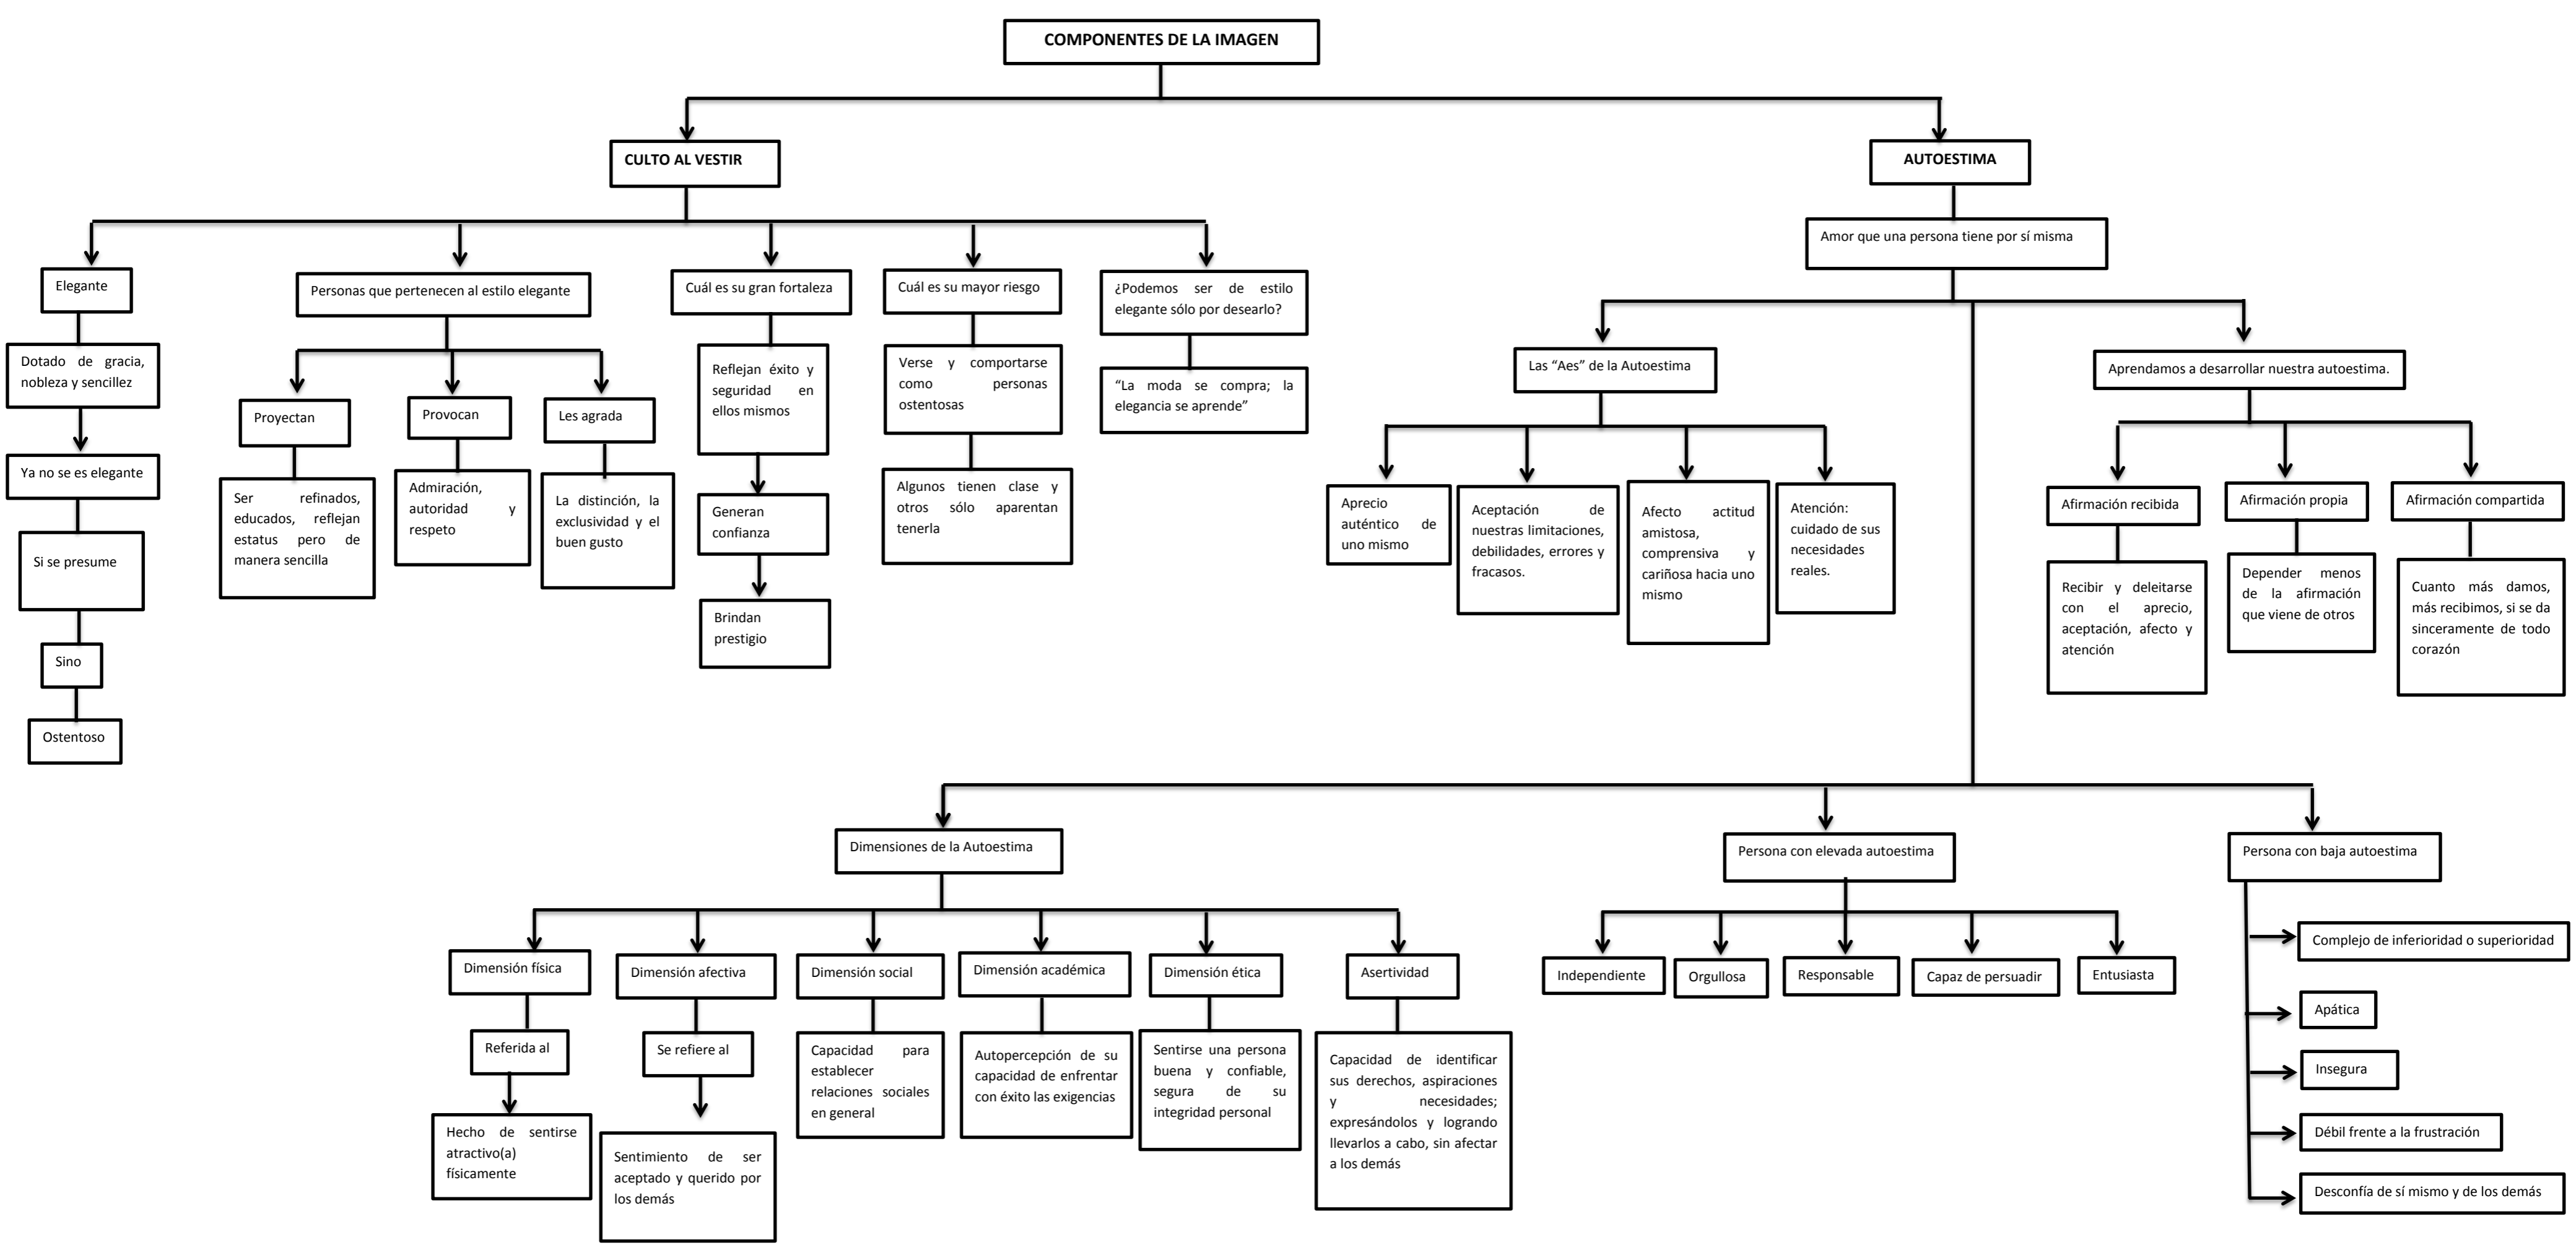 COMPONENTES DE LA IMAGEN
CULTO AL VESTIR
AUTOESTIMA
Amor que una persona tiene por sí misma
Elegante
Dotado de gracia,
nobleza y sencillez
Ya no se es elegante
Si se presume
Sino
Ostentoso
Personas que pertenecen al estilo elegante
Proyectan
Ser refinados,
educados, reflejan
estatus pero de
manera sencilla
Provocan
Admiración,
autoridad y
respeto
Les agrada
La distinción, la
exclusividad y el
buen gusto
Cuál es su gran fortaleza
Reflejan éxito y
seguridad en
ellos mismos
Generan
confianza
Brindan
prestigio
Cuál es su mayor riesgo
Verse y comportarse
como personas
ostentosas
Algunos tienen clase y
otros sólo aparentan
tenerla
¿Podemos ser de estilo
elegante sólo por desearlo?
“La moda se compra; la
elegancia se aprende”
Las “Aes” de la Autoestima
Aprecio
auténtico de
uno mismo
Aceptación de
nuestras limitaciones,
debilidades, errores y
fracasos.
Afecto actitud
amistosa,
comprensiva y
cariñosa hacia uno
mismo
Atención:
cuidado de sus
necesidades
reales.
Aprendamos a desarrollar nuestra autoestima.
Afirmación recibida
Recibir y deleitarse
con el aprecio,
aceptación, afecto y
atención
Afirmación propia
Depender menos
de la afirmación
que viene de otros
Afirmación compartida
Cuanto más damos,
más recibimos, si se da
sinceramente de todo
corazón
Dimensiones de la Autoestima
Dimensión física
Referida al
Hecho de sentirse
atractivo(a)
físicamente
Dimensión afectiva
Se refiere al
Sentimiento de ser
aceptado y querido por
los demás
Dimensión social
Capacidad para
establecer
relaciones sociales
en general
Dimensión académica
Autopercepción de su
capacidad de enfrentar
con éxito las exigencias
Dimensión ética
Sentirse una persona
buena y confiable,
segura de su
integridad personal
Asertividad
Capacidad de identificar
sus derechos, aspiraciones
y necesidades;
expresándolos y logrando
llevarlos a cabo, sin afectar
a los demás
Persona con elevada autoestima
Independiente
Orgullosa
Responsable
Capaz de persuadir
Entusiasta
Persona con baja autoestima
Complejo de inferioridad o superioridad
Apática
Insegura
Débil frente a la frustración
Desconfía de sí mismo y de los demás